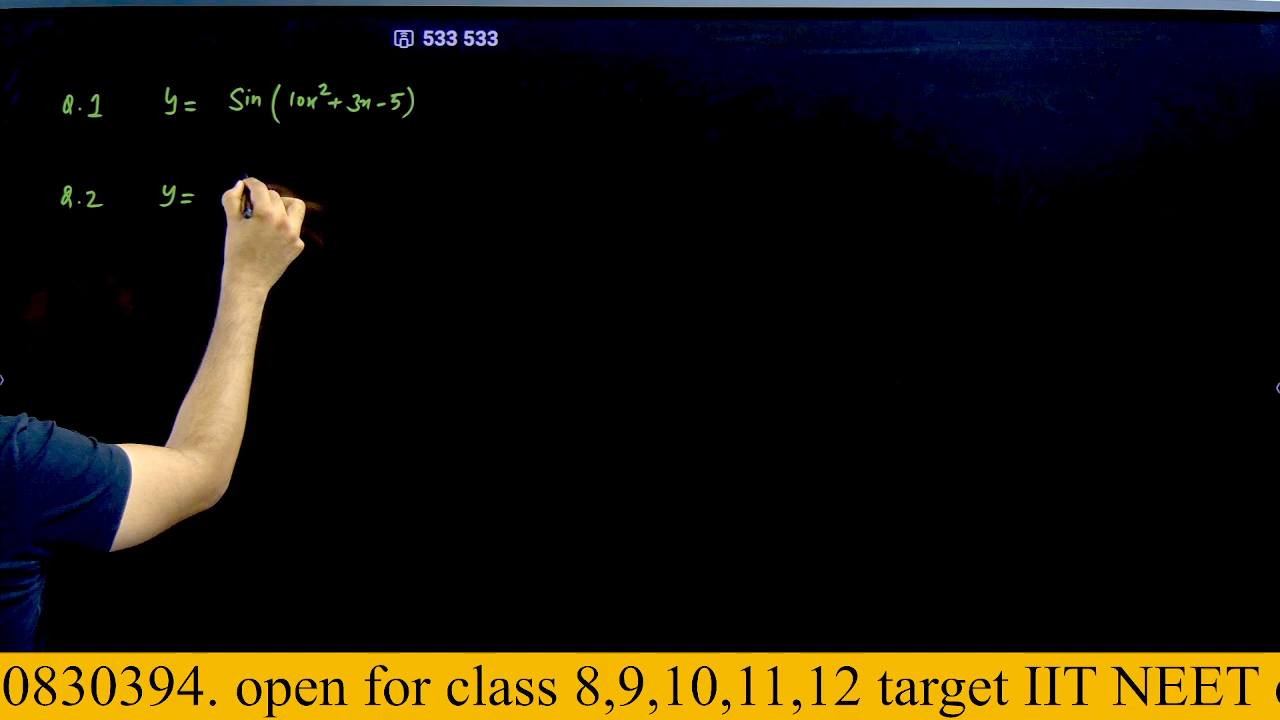 533 533
Q.1 y = Sin (10x²+ 3x - 5)
Q.2 y =
0830394. open for class 8,9,10,11,12 target IIT NEET